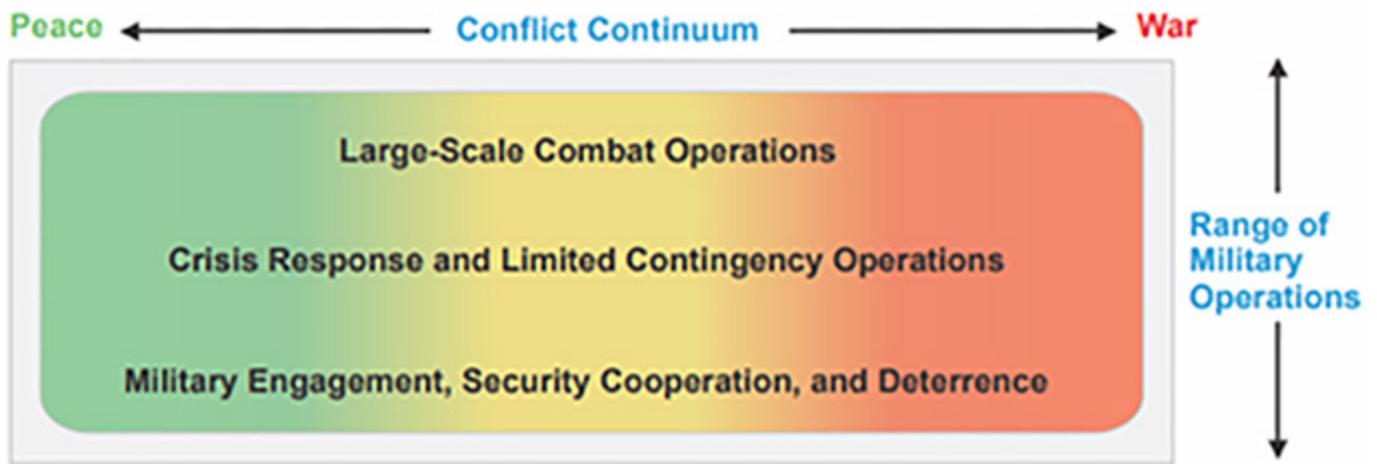 Peace Conflict Continuum War
Large-Scale Combat Operations
Crisis Response and Limited Contingency Operations
Military Engagement, Security Cooperation, and Deterrence
Range of
Military
Operations